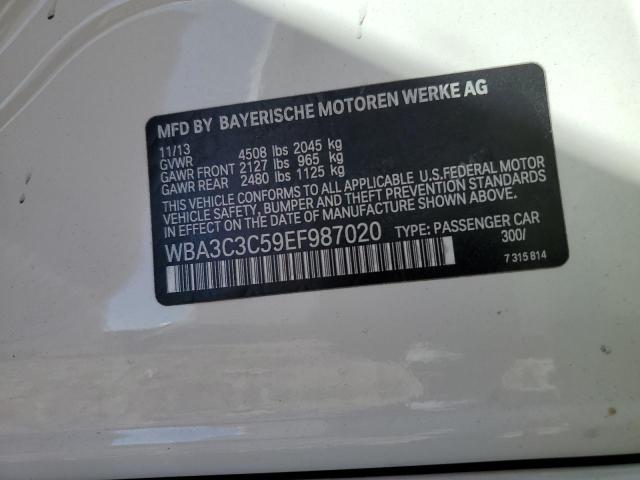 MFD BY BAYERISCHE MOTOREN WERKE AG
11/13
GVWR 4508 lbs 2045 kg
GAWR FRONT 2127 lbs 965 kg
GAWR REAR 2480 lbs 1125 kg
THIS VEHICLE CONFORMS TO ALL APPLICABLE U.S.FEDERAL MOTOR
VEHICLE SAFETY, BUMPER AND THEFT PREVENTION STANDARDS
IN EFFECT ON THE DATE OF MANUFACTURE SHOWN ABOVE.
WBA3C3C59EF987020 TYPE: PASSENGER CAR
300/
7 315 814